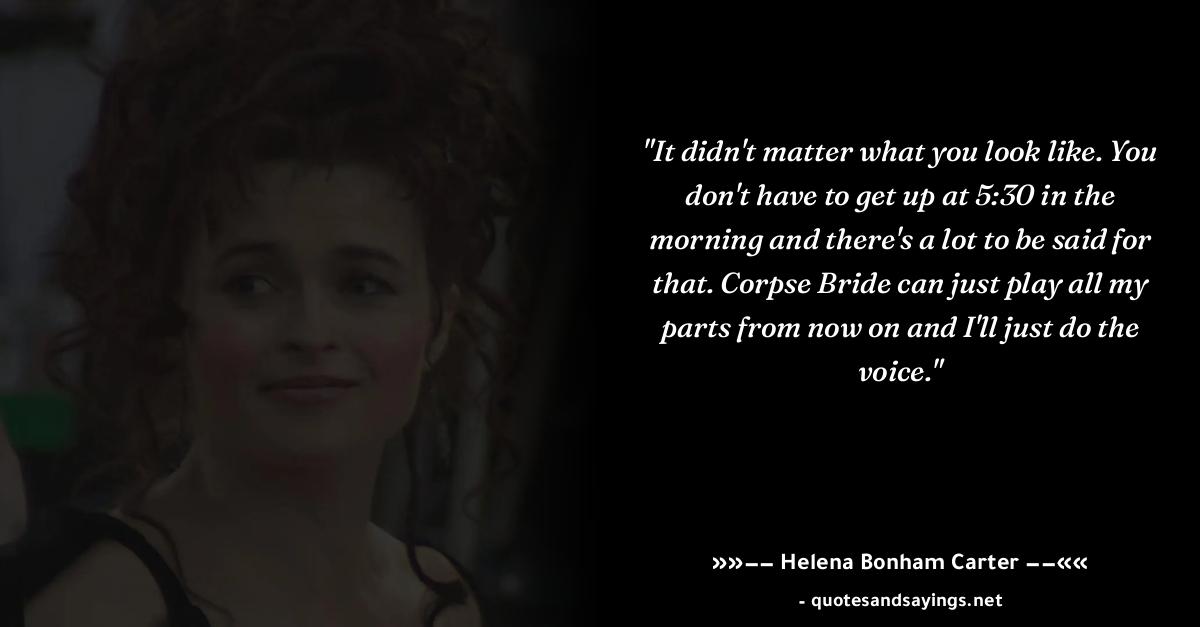 "It didn't matter what you look like. You
don't have to get up at 5:30 in the
morning and there's a lot to be said for
that. Corpse Bride can just play all my
parts from now on and I'll just do the
voice."
»»−− Helena Bonham Carter −−««
- quotesandsayings.net